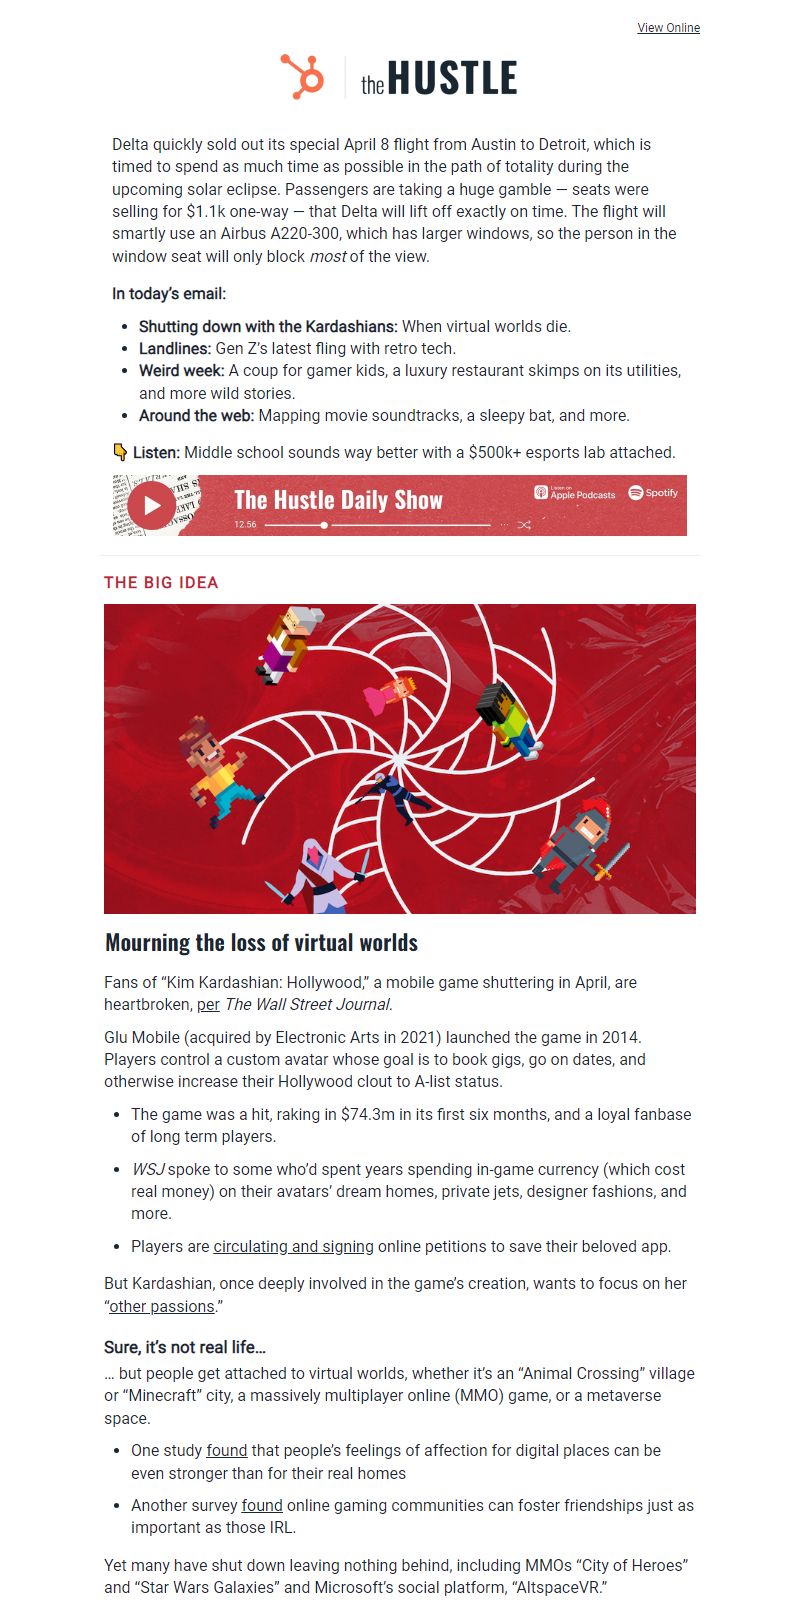 View Online
the HUSTLE
Delta quickly sold out its special April 8 flight from Austin to Detroit, which is
timed to spend as much time as possible in the path of totality during the
upcoming solar eclipse. Passengers are taking a huge gamble — seats were
selling for $1.1k one-way — that Delta will lift off exactly on time. The flight will
smartly use an Airbus A220-300, which has larger windows, so the person in the
window seat will only block most of the view.
In today’s email:
• Shutting down with the Kardashians: When virtual worlds die.
• Landlines: Gen Z’s latest fling with retro tech.
• Weird week: A coup for gamer kids, a luxury restaurant skimps on its utilities,
and more wild stories.
• Around the web: Mapping movie soundtracks, a sleepy bat, and more.
👇 Listen: Middle school sounds way better with a $500k+ esports lab attached.
The Hustle Daily Show
Listen on
Apple Podcasts
Spotify
12.56
THE BIG IDEA
Mourning the loss of virtual worlds
Fans of “Kim Kardashian: Hollywood,” a mobile game shuttering in April, are
heartbroken, per The Wall Street Journal.
Glu Mobile (acquired by Electronic Arts in 2021) launched the game in 2014.
Players control a custom avatar whose goal is to book gigs, go on dates, and
otherwise increase their Hollywood clout to A-list status.
• The game was a hit, raking in $74.3m in its first six months, and a loyal fanbase
of long term players.
• WSJ spoke to some who’d spent years spending in-game currency (which cost
real money) on their avatars’ dream homes, private jets, designer fashions, and
more.
• Players are circulating and signing online petitions to save their beloved app.
But Kardashian, once deeply involved in the game’s creation, wants to focus on her
“other passions.”
Sure, it’s not real life…
… but people get attached to virtual worlds, whether it’s an “Animal Crossing” village
or “Minecraft” city, a massively multiplayer online (MMO) game, or a metaverse
space.
• One study found that people’s feelings of affection for digital places can be
even stronger than for their real homes
• Another survey found online gaming communities can foster friendships just as
important as those IRL.
Yet many have shut down leaving nothing behind, including MMOs “City of Heroes”
and “Star Wars Galaxies” and Microsoft’s social platform, “AltspaceVR.”